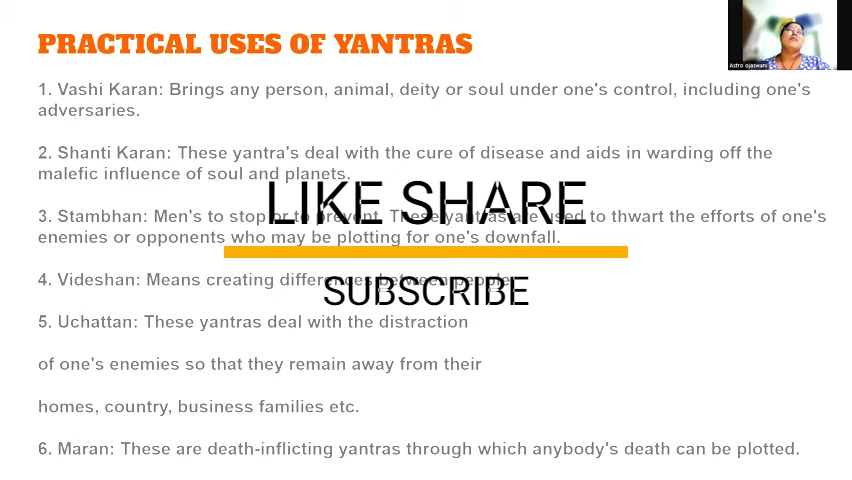 PRACTICAL USES OF YANTRAS
Astro ojaswani
1. Vashi Karan: Brings any person, animal, deity or soul under one's control, including one's
adversaries.
2. Shanti Karan: These yantra's deal with the cure of disease and aids in warding off the
malefic influence of soul and planets.
LIKE SHARE
3. Stambhan: Men's to stop or to prevent. These yantras are used to thwart the efforts of one's
enemies or opponents who may be plotting for one's downfall.
4. Videshan: Means creating differences between people
SUBSCRIBE
5. Uchattan: These yantras deal with the distraction
of one's enemies so that they remain away from their
homes, country, business families etc.
6. Maran: These are death-inflicting yantras through which anybody's death can be plotted.